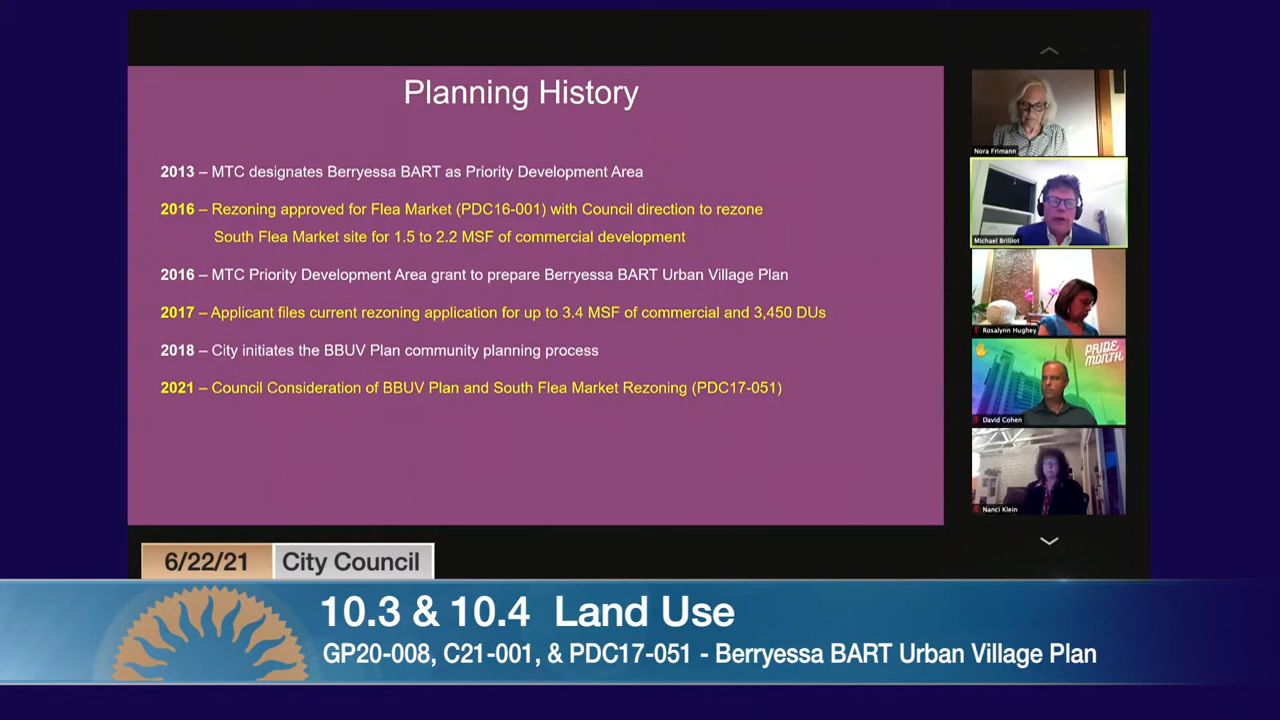 Planning History
2013 – MTC designates Berryessa BART as Priority Development Area
2016 – Rezoning approved for Flea Market (PDC16-001) with Council direction to rezone
South Flea Market site for 1.5 to 2.2 MSF of commercial development
2016 – MTC Priority Development Area grant to prepare Berryessa BART Urban Village Plan
2017 – Applicant files current rezoning application for up to 3.4 MSF of commercial and 3,450 DUs
2018 – City initiates the BBUV Plan community planning process
2021 – Council Consideration of BBUV Plan and South Flea Market Rezoning (PDC17-051)
Nora Frimann
Michael Brilliot
Rosalynn Hughey
PRIDE
MONTH
David Cohen
Nanci Klein
6/22/21 City Council
10.3 & 10.4 Land Use
GP20-008, C21-001, & PDC17-051 - Berryessa BART Urban Village Plan